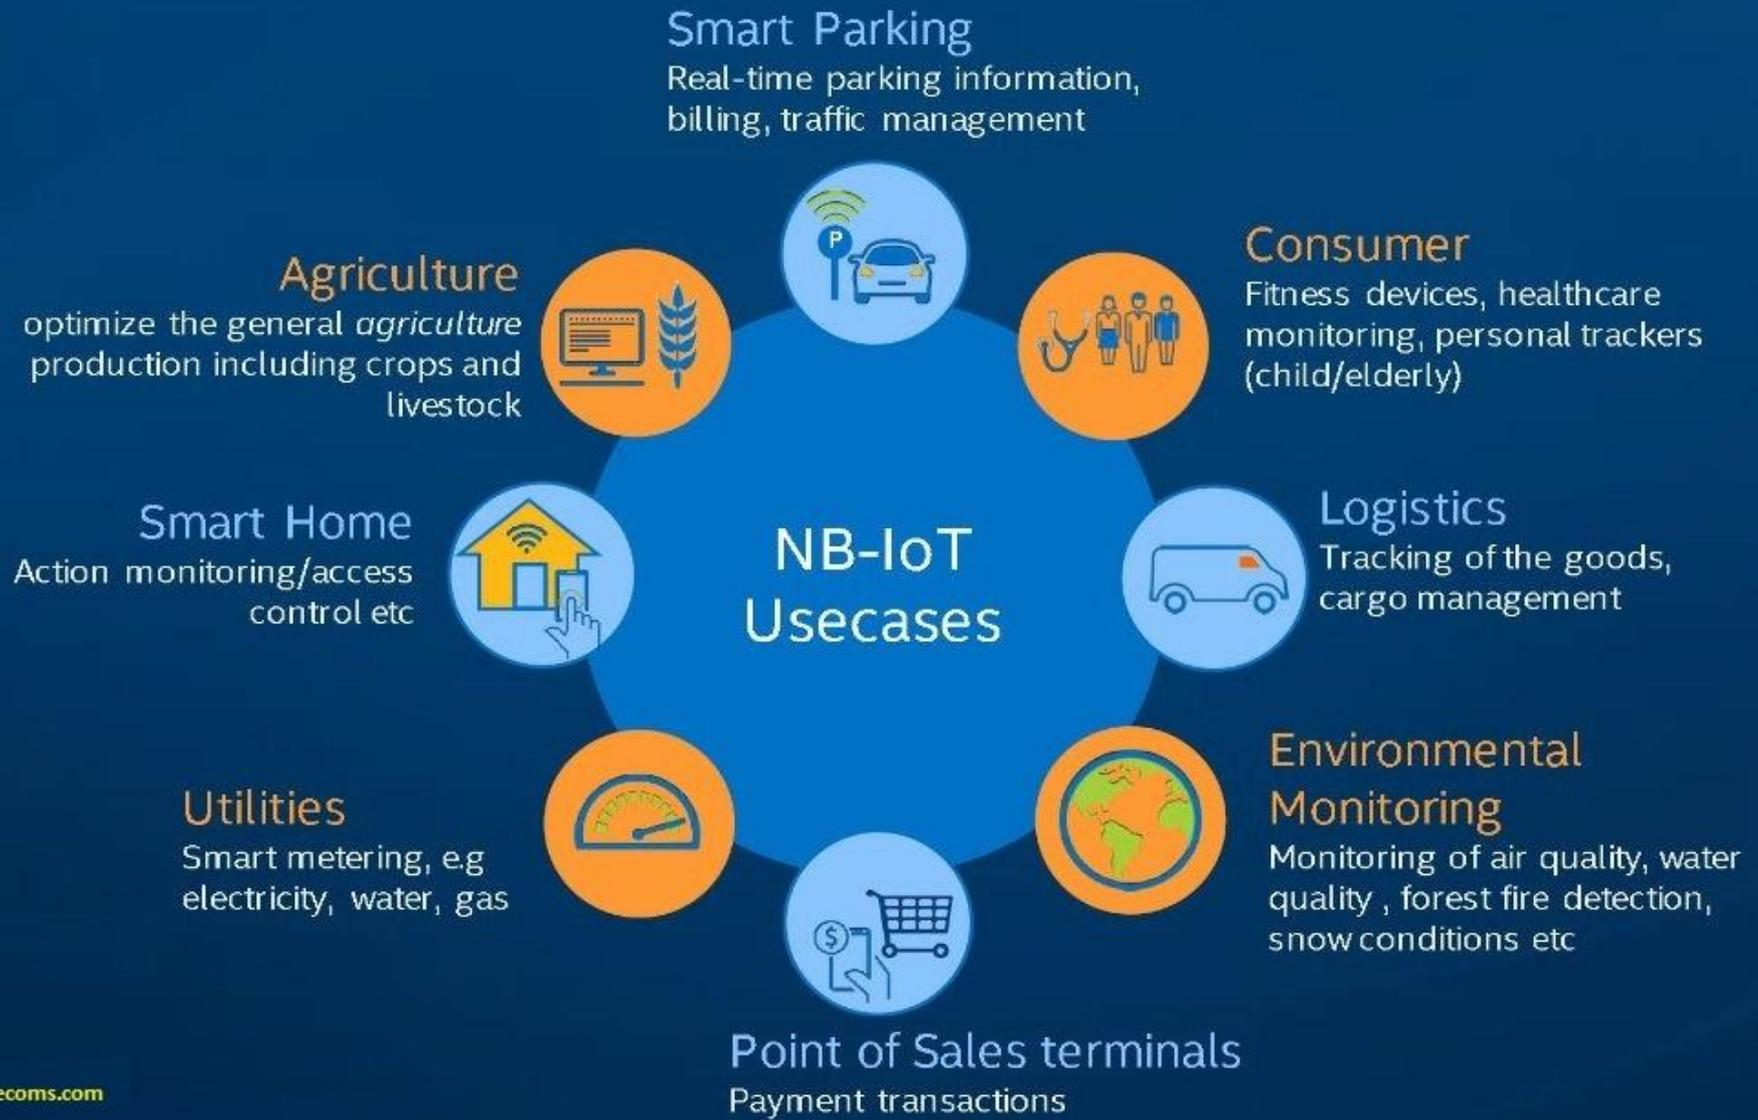 Smart Parking
Real-time parking information,
billing, traffic management
P
Consumer
Fitness devices, healthcare
monitoring, personal trackers
(child/elderly)
Agriculture
optimize the general agriculture
production including crops and
livestock
Smart Home
Action monitoring/access
control etc
NB-IoT
Usecases
Logistics
Tracking of the goods,
cargo management
Utilities
Smart metering, e.g
electricity, water, gas
Environmental
Monitoring
Monitoring of air quality, water
quality , forest fire detection,
snow conditions etc
$
Point of Sales terminals
Payment transactions
ecoms.com